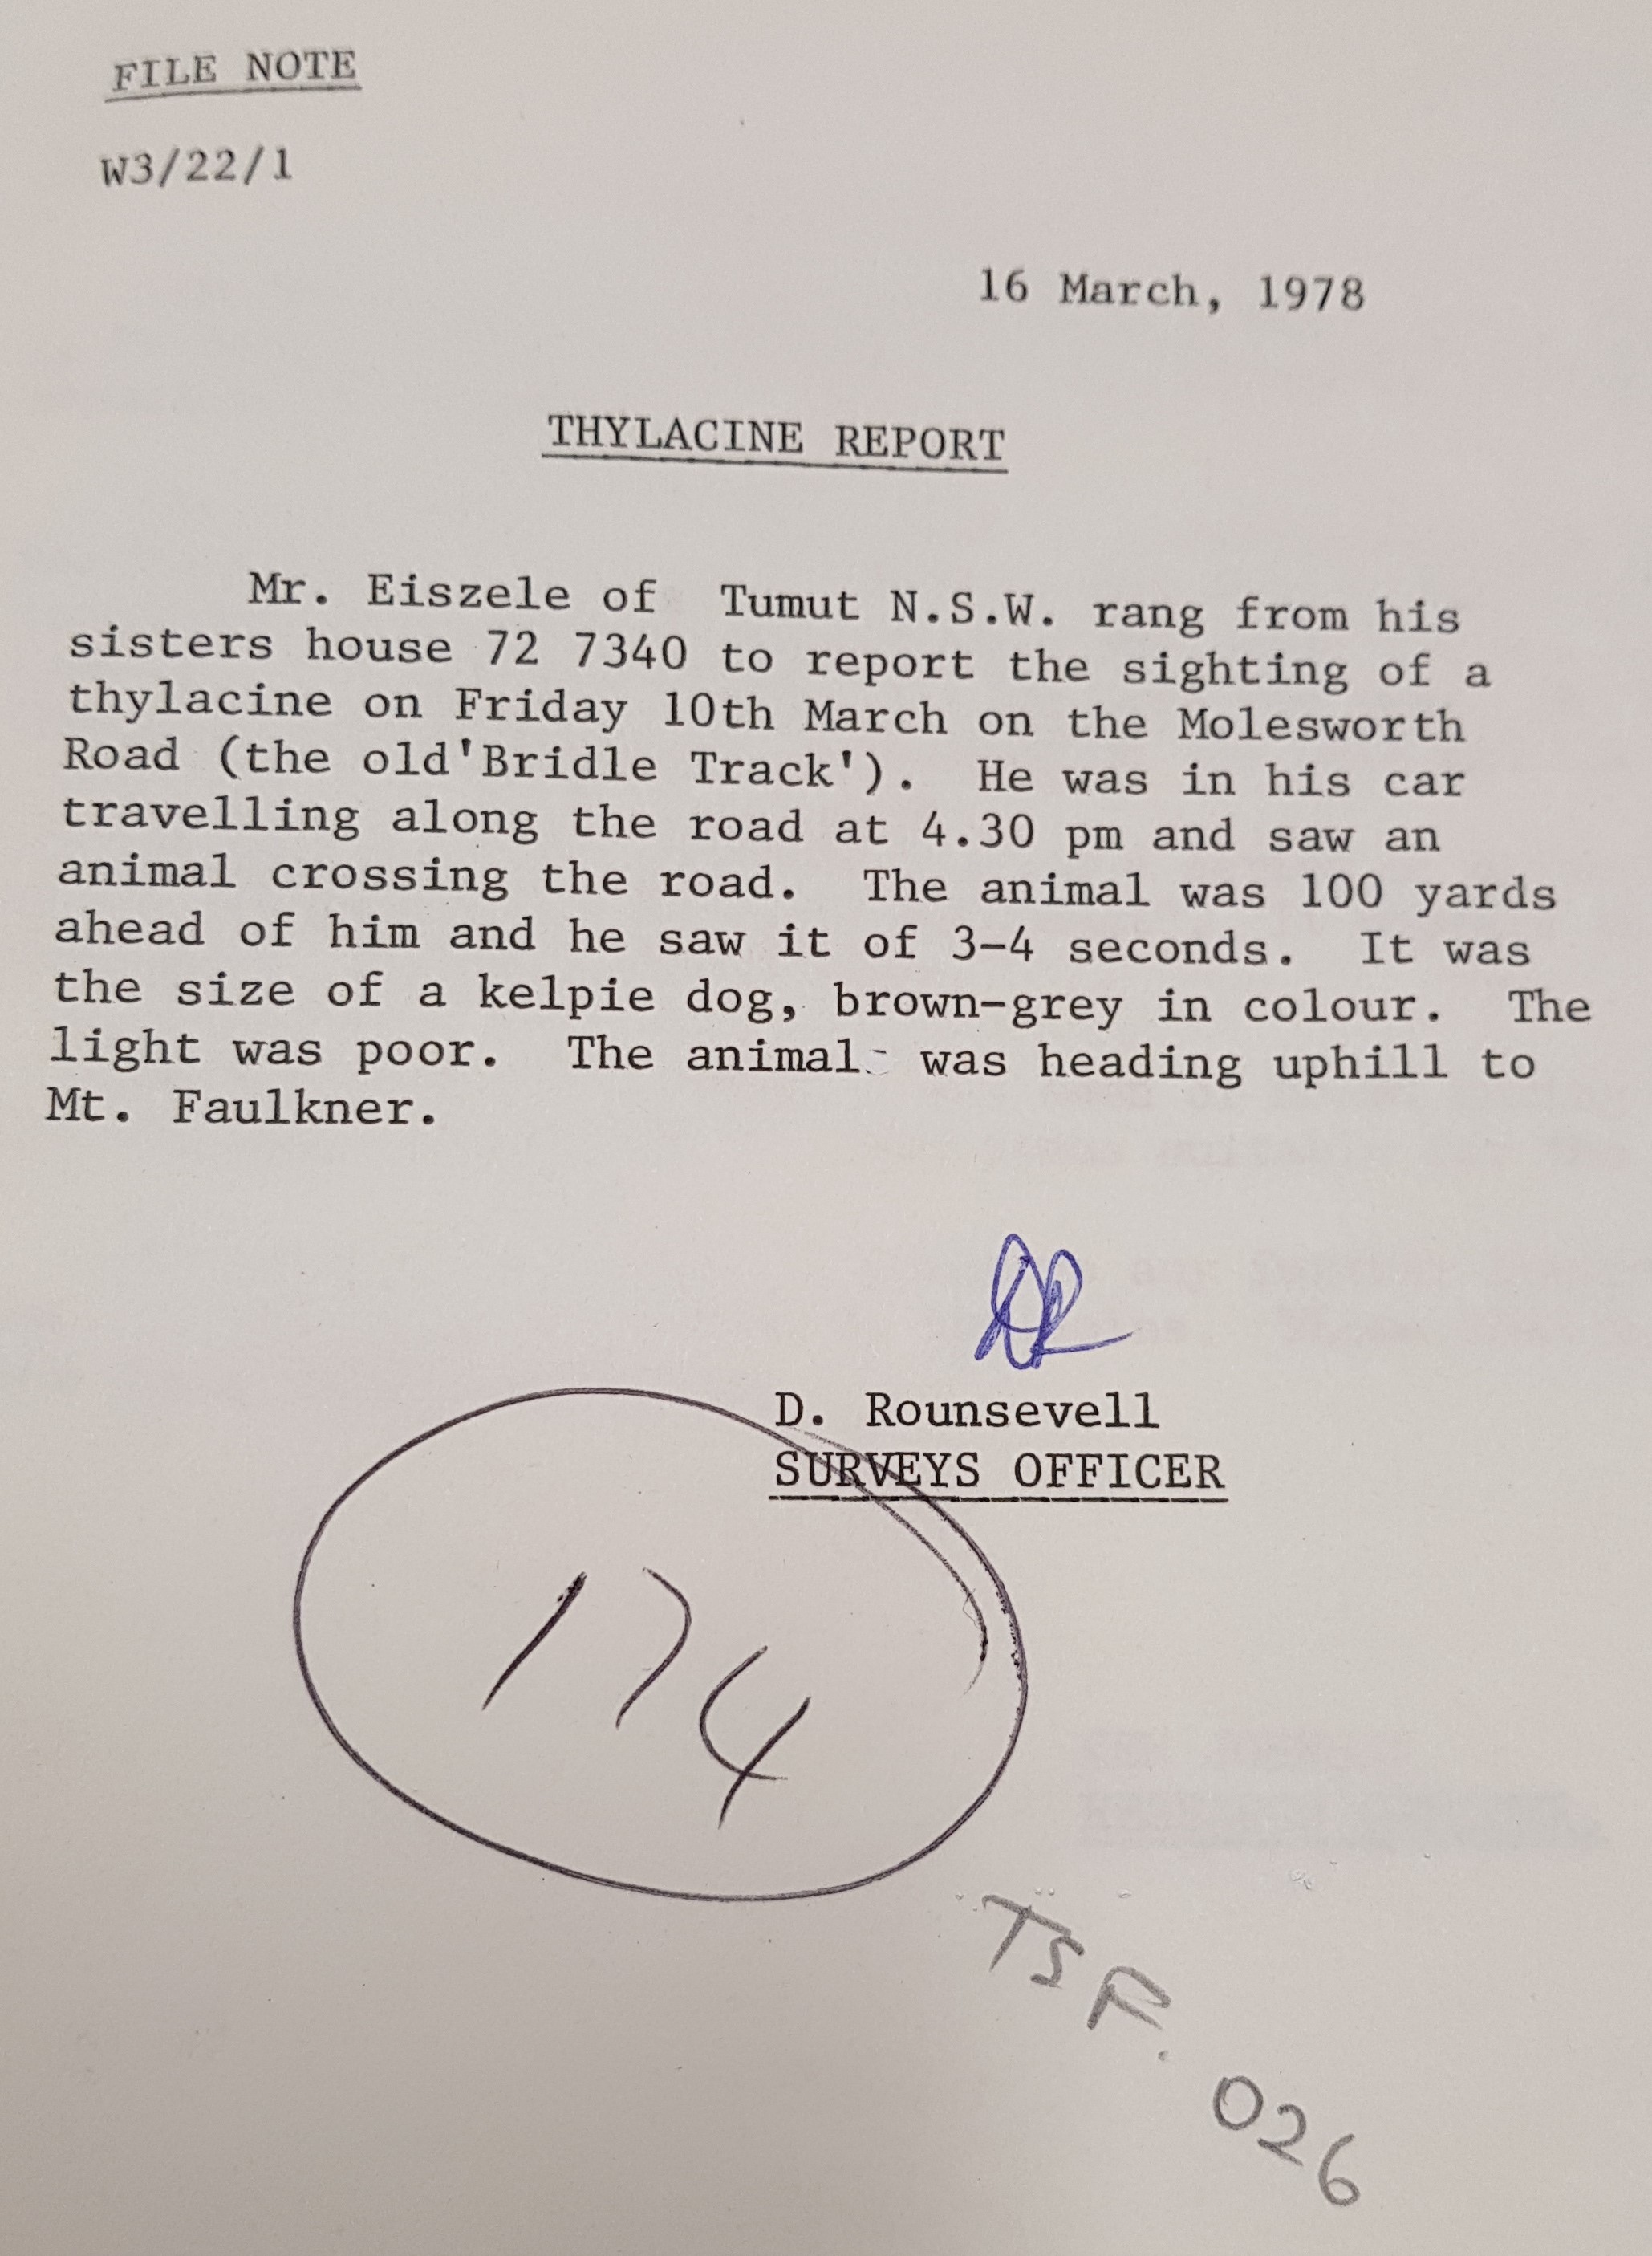 FILE NOTE
W3/22/1
16 March, 1978
THYLACINE REPORT
Mr. Eiszele of Tumut N.S.W. rang from his
sisters house 72 7340 to report the sighting of a
thylacine on Friday 10th March on the Molesworth
Road (the old'Bridle Track'). He was in his car
travelling along the road at 4.30 pm and saw an
animal crossing the road. The animal was 100 yards
ahead of him and he saw it of 3-4 seconds. It was
the size of a kelpie dog, brown-grey in colour. The
light was poor. The animal- was heading uphill to
Mt. Faulkner.
DR
D. Rounsevell
SURVEYS OFFICER
174
TSF. 026